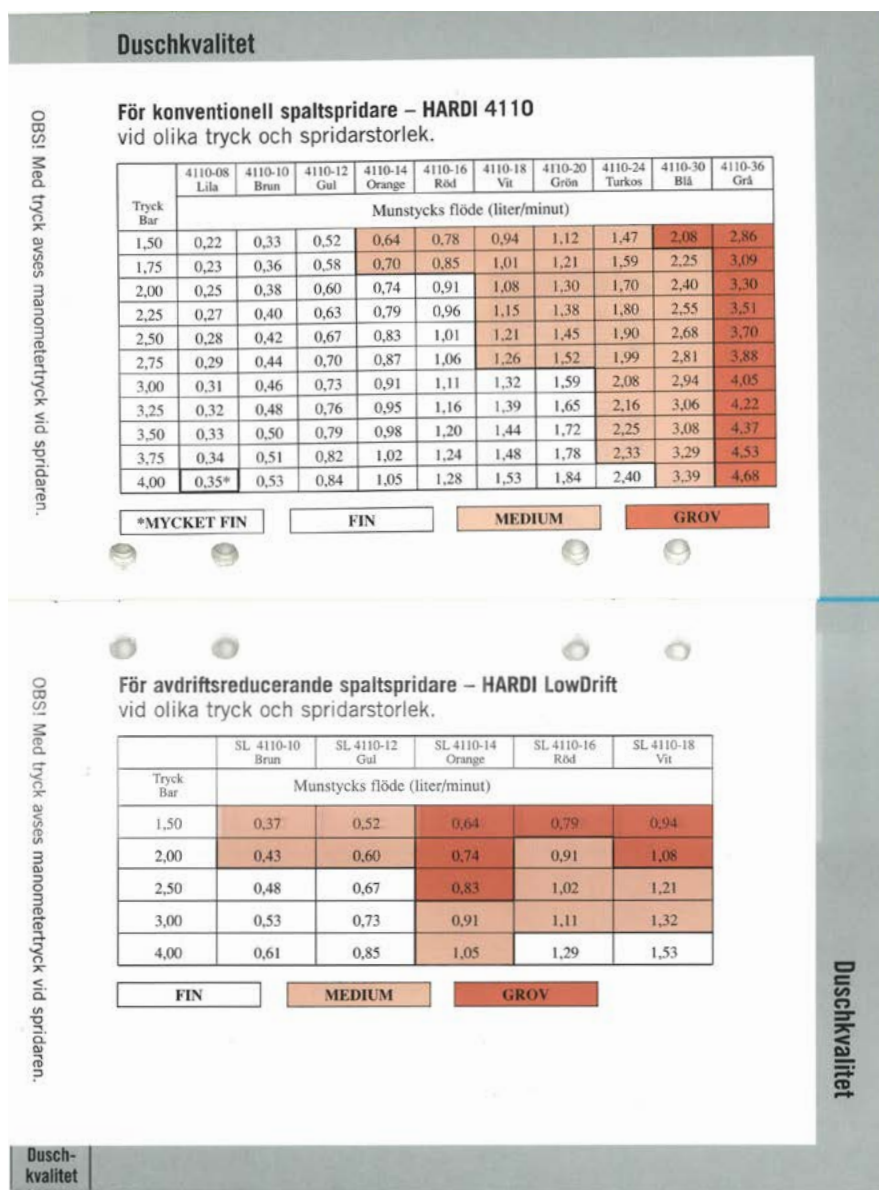 Duschkvalitet
För konventionell spaltspridare – HARDI 4110
vid olika tryck och spridarstorlek.
4110-08 4110-10 4110-12 4110-14 4110-16 4110-18 4110-20 4110-24 4110-30 4110-36
Lila Brun Gul Orange Röd Vit Grön Turkos Blå Grå
Tryck
Bar
Munstycks flöde (liter/minut)
1,50 0,22 0,33 0,52 0,64 0,78 0,94 1,12 1,47 2,08 2,86
1,75 0,23 0,36 0,58 0,70 0,85 1,01 1,21 1,59 2,25 3,09
2,00 0,25 0,38 0,60 0,74 0,91 1,08 1,30 1,70 2,40 3,30
2,25 0,27 0,40 0,63 0,79 0,96 1,15 1,38 1,80 2,55 3,51
2,50 0,28 0,42 0,67 0,83 1,01 1,21 1,45 1,90 2,68 3,70
2,75 0,29 0,44 0,70 0,87 1,06 1,26 1,52 1,99 2,81 3,88
3,00 0,31 0,46 0,73 0,91 1,11 1,32 1,59 2,08 2,94 4,05
3,25 0,32 0,48 0,76 0,95 1,16 1,39 1,65 2,16 3,06 4,22
3,50 0,33 0,50 0,79 0,98 1,20 1,44 1,72 2,25 3,08 4,37
3,75 0,34 0,51 0,82 1,02 1,24 1,48 1,78 2,33 3,29 4,53
4,00 0,35* 0,53 0,84 1,05 1,28 1,53 1,84 2,40 3,39 4,68
*MYCKET FIN FIN MEDIUM GROV
OBS! Med tryck avses manometertryck vid spridaren.
För avdriftsreducerande spaltspridare – HARDI LowDrift
vid olika tryck och spridarstorlek.
SL 4110-10 SL 4110-12 SL 4110-14 SL 4110-16 SL 4110-18
Brun Gul Orange Röd Vit
Tryck
Bar
Munstycks flöde (liter/minut)
1,50 0,37 0,52 0,64 0,79 0,94
2,00 0,43 0,60 0,74 0,91 1,08
2,50 0,48 0,67 0,83 1,02 1,21
3,00 0,53 0,73 0,91 1,11 1,32
4,00 0,61 0,85 1,05 1,29 1,53
FIN MEDIUM GROV
OBS! Med tryck avses manometertryck vid spridaren.
Duschkvalitet
Dusch-
kvalitet